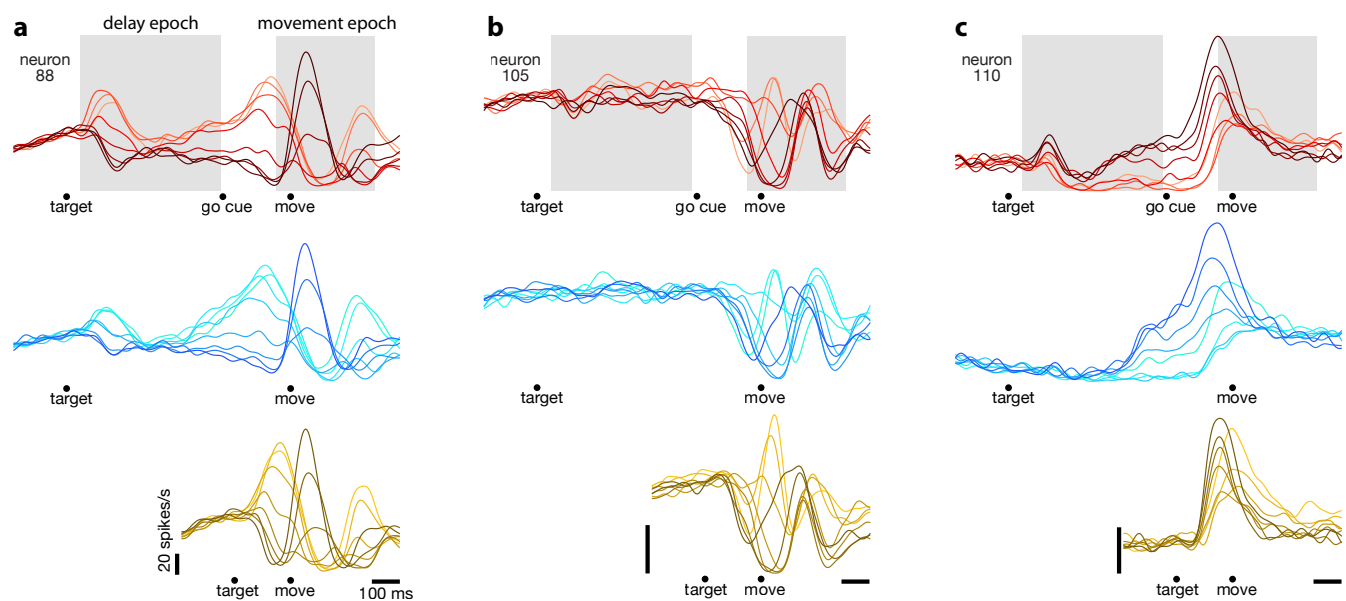 a
delay epoch
movement epoch
neuron
88
target
go cue
move
target
move
20 spikes/s
target
move
100 ms
b
neuron
105
target
go cue
move
target
move
target
move
c
neuron
110
target
go cue
move
target
move
target
move